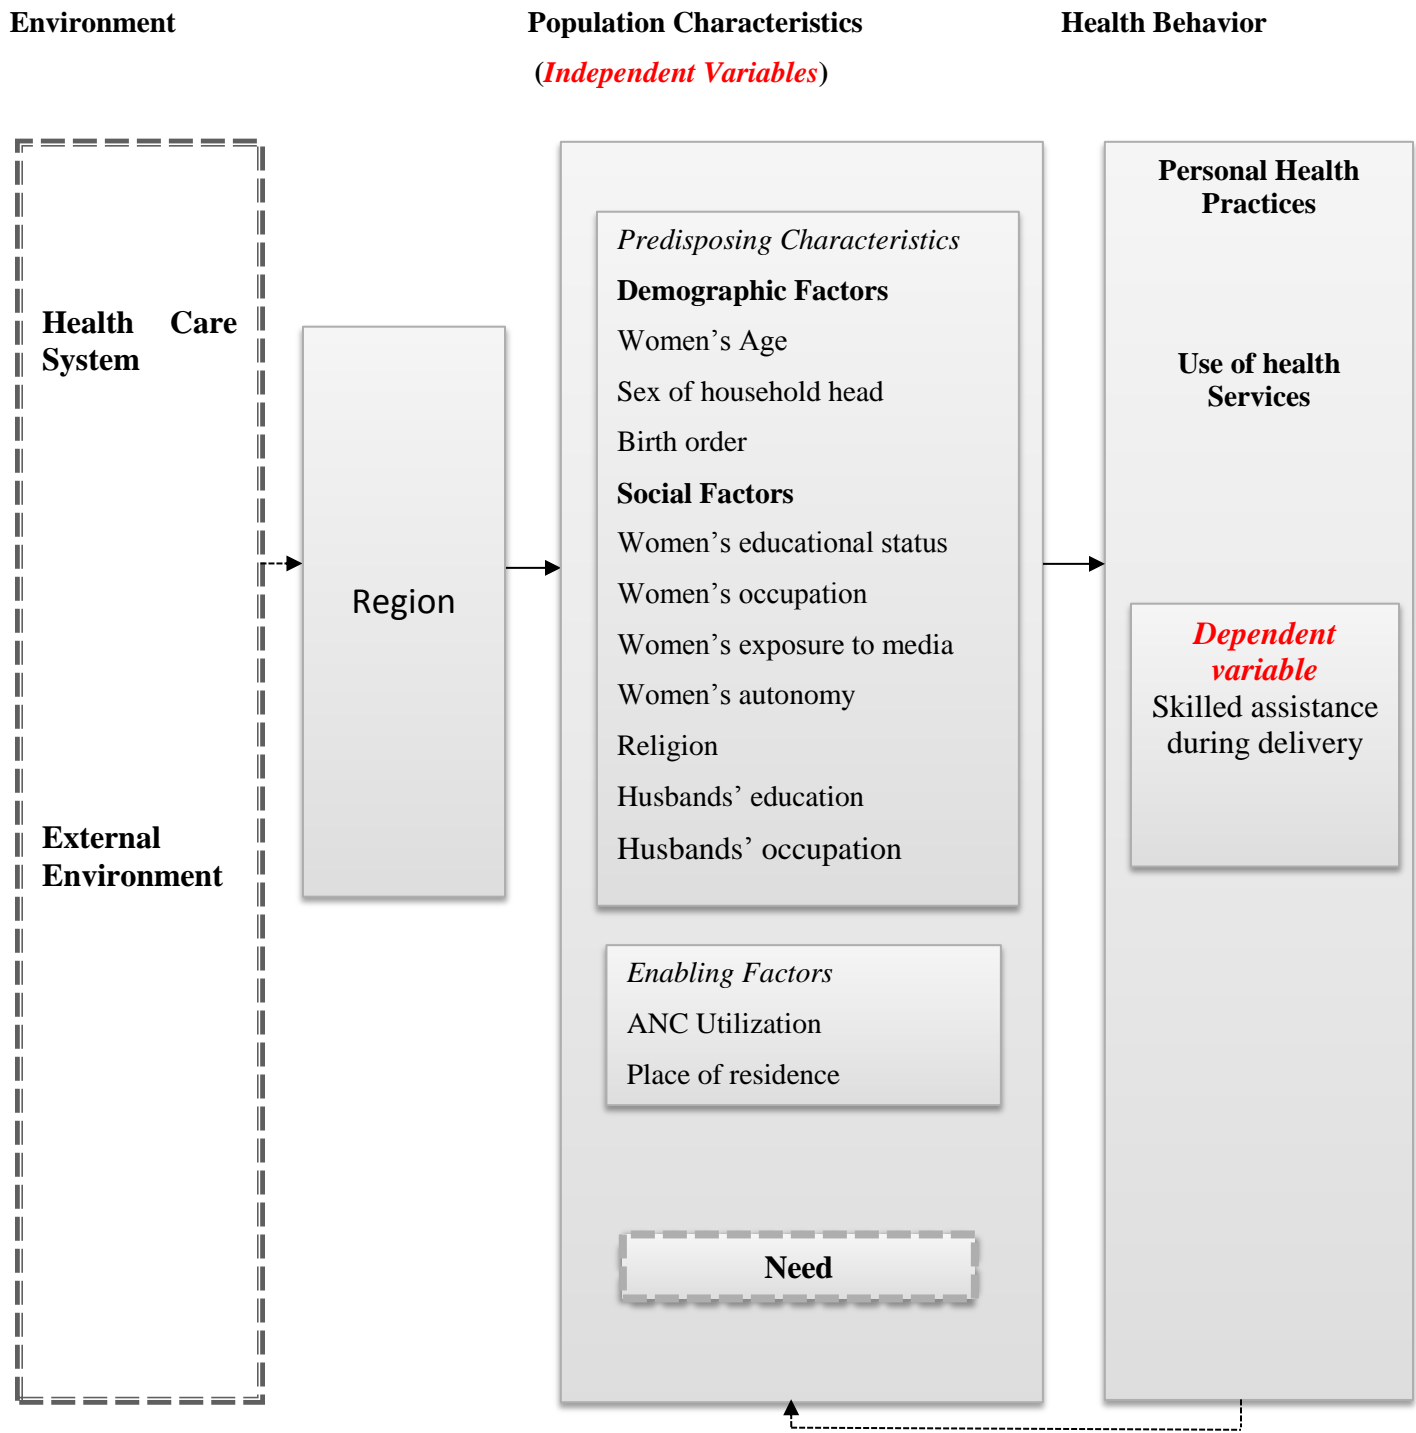 Environment
Population Characteristics
(Independent Variables)
Health Behavior
Health Care
System
External
Environment
Region
Predisposing Characteristics
Demographic Factors
Women’s Age
Sex of household head
Birth order
Social Factors
Women’s educational status
Women’s occupation
Women’s exposure to media
Women’s autonomy
Religion
Husbands’ education
Husbands’ occupation
Enabling Factors
ANC Utilization
Place of residence
Need
Personal Health
Practices
Use of health
Services
Dependent
variable
Skilled assistance
during delivery